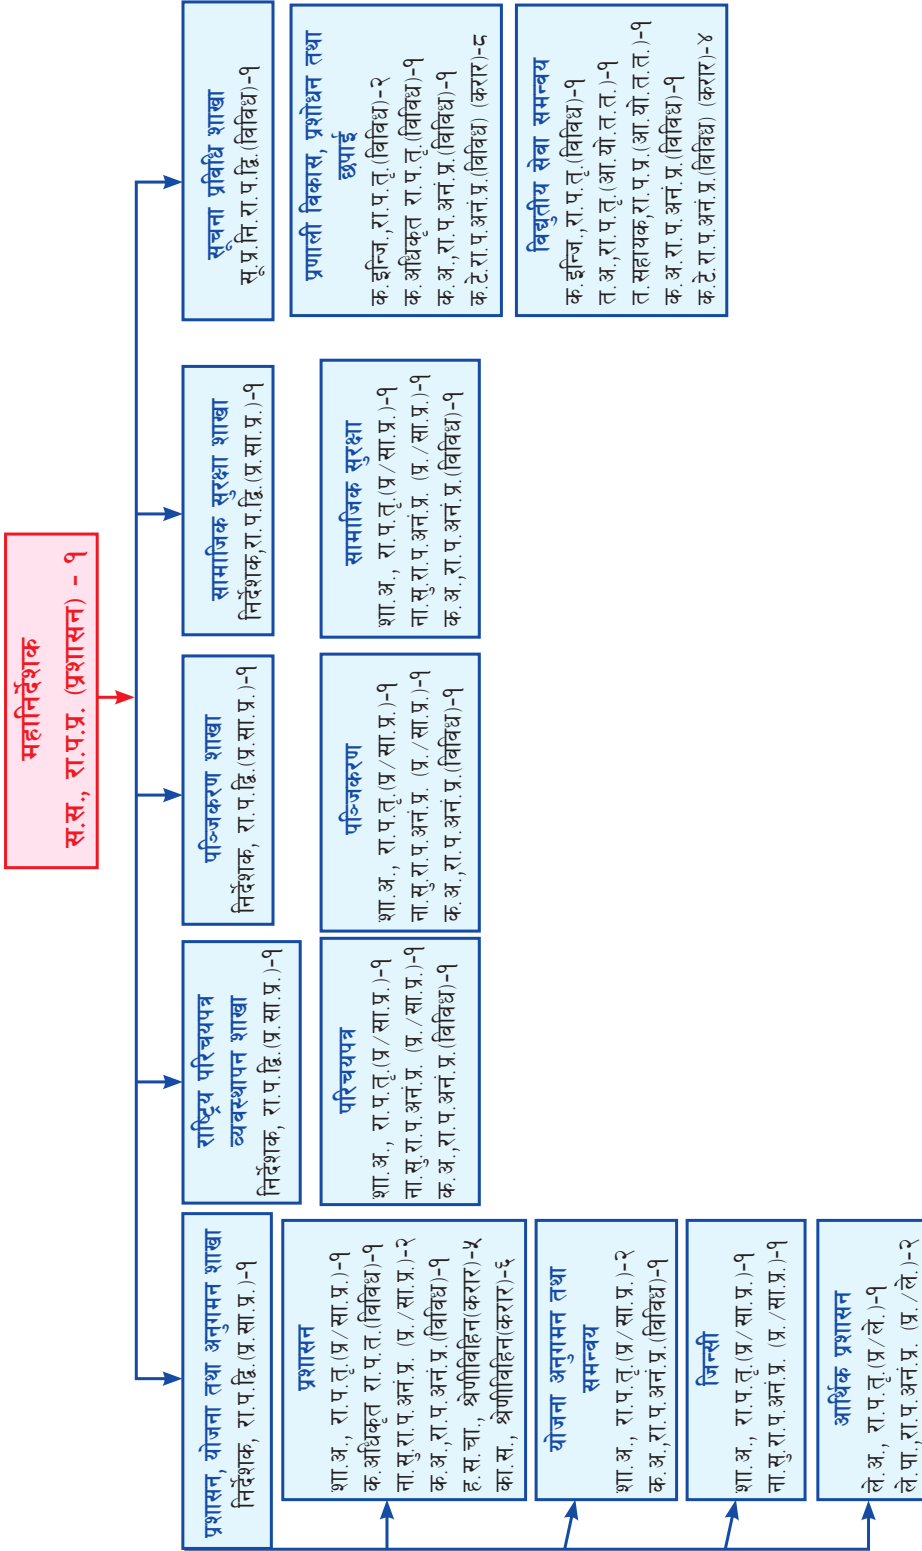 महानिर्देशक
स.स., रा.प.प्र. (प्रशासन) - १
प्रशासन, योजना तथा अनुगमन शाखा
निर्देशक, रा.प.द्वि.(प्र.सा.प्र.)-१
प्रशासन
शा.अ., रा.प.तृ.(प्र/सा.प्र.)-१
क.अधिकृत रा.प.त.(विविध)-१
ना.सु.रा.प.अनं.प्र. (प्र./सा.प्र.)-२
क.अ.,रा.प.अनं.प्र.(विविध)-१
ह.स.चा., श्रेणीविहिन(करार)-५
का.स., श्रेणीविहिन(करार)-६
योजना अनुगमन तथा
समन्वय
शा.अ., रा.प.तृ.(प्र/सा.प्र.)-२
क.अ.,रा.प.अनं.प्र.(विविध)-१
जिन्सी
शा.अ., रा.प.तृ.(प्र/सा.प्र.)-१
ना.सु.रा.प.अनं.प्र. (प्र./सा.प्र.)-१
आर्थिक प्रशासन
ले.अ., रा.प.तृ.(प्र/ले.)-१
ले.पा.,रा.प.अनं.प्र. (प्र./ले.)-२
राष्ट्रिय परिचयपत्र
व्यवस्थापन शाखा
निर्देशक, रा.प.द्वि.(प्र.सा.प्र.)-१
परिचयपत्र
शा.अ., रा.प.तृ.(प्र/सा.प्र.)-१
ना.सु.रा.प.अनं.प्र. (प्र./सा.प्र.)-१
क.अ.,रा.प.अनं.प्र.(विविध)-१
पञ्जिकरण शाखा
निर्देशक, रा.प.द्वि.(प्र.सा.प्र.)-१
पञ्जिकरण
शा.अ., रा.प.तृ.(प्र/सा.प्र.)-१
ना.सु.रा.प.अनं.प्र. (प्र./सा.प्र.)-१
क.अ.,रा.प.अनं.प्र.(विविध)-१
सामाजिक सुरक्षा शाखा
निर्देशक,रा.प.द्वि.(प्र.सा.प्र.)-१
सामाजिक सुरक्षा
शा.अ., रा.प.तृ.(प्र/सा.प्र.)-१
ना.सु.रा.प.अनं.प्र. (प्र./सा.प्र.)-१
क.अ.,रा.प.अनं.प्र.(विविध)-१
सूचना प्रविधि शाखा
सू.प्र.नि.रा.प.द्वि.(विविध)-१
प्रणाली विकास, प्रशोधन तथा
छपाई
क.इन्जि.,रा.प.तृ.(विविध)-२
क.अधिकृत रा.प.तृ.(विविध)-१
क.अ.,रा.प.अनं.प्र.(विविध)-१
क.टे.रा.प.अनं.प्र.(विविध) (करार)-८
विद्युतीय सेवा समन्वय
क.इन्जि.,रा.प.तृ.(विविध)-१
त.अ.,रा.प.तृ.(आ.यो.त.त.)-१
त.सहायक,रा.प.प्र.(आ.यो.त.त.)-१
क.अ.रा.प.अनं.प्र.(विविध)-१
क.टे.रा.प.अनं.प्र.(विविध) (करार)-४